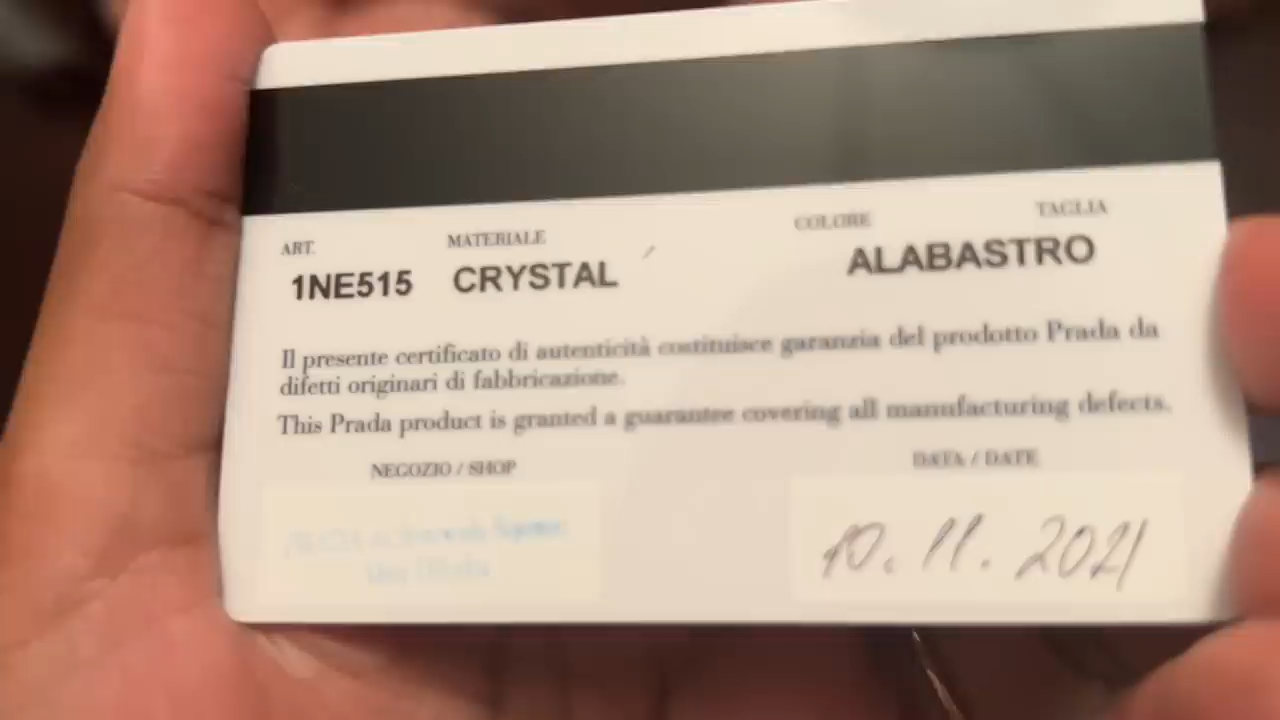 ART. MATERIALE COLORE TAGLIA
1NE515 CRYSTAL ALABASTRO
Il presente certificato di autenticità costituisce garanzia del prodotto Prada da
difetti originari di fabbricazione.
This Prada product is granted a guarantee covering all manufacturing defects.
NEGOZIO / SHOP DATA / DATE
10.11.2021